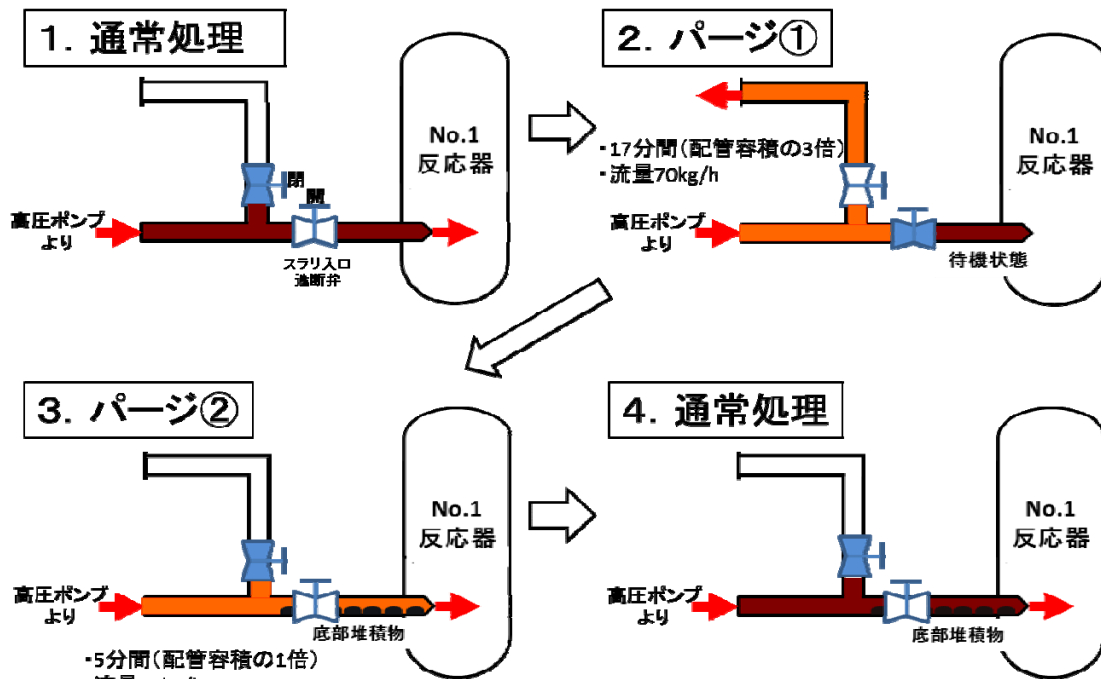 1. 通常処理
No.1
反応器
閉
開
高圧ポンプ
より
スラリ入口
遮断弁
2. パージ①
No.1
反応器
・17分間(配管容積の3倍)
・流量70kg/h
高圧ポンプ
より
待機状態
3. パージ②
No.1
反応器
高圧ポンプ
より
底部堆積物
・5分間(配管容積の1倍)
4. 通常処理
No.1
反応器
高圧ポンプ
より
底部堆積物